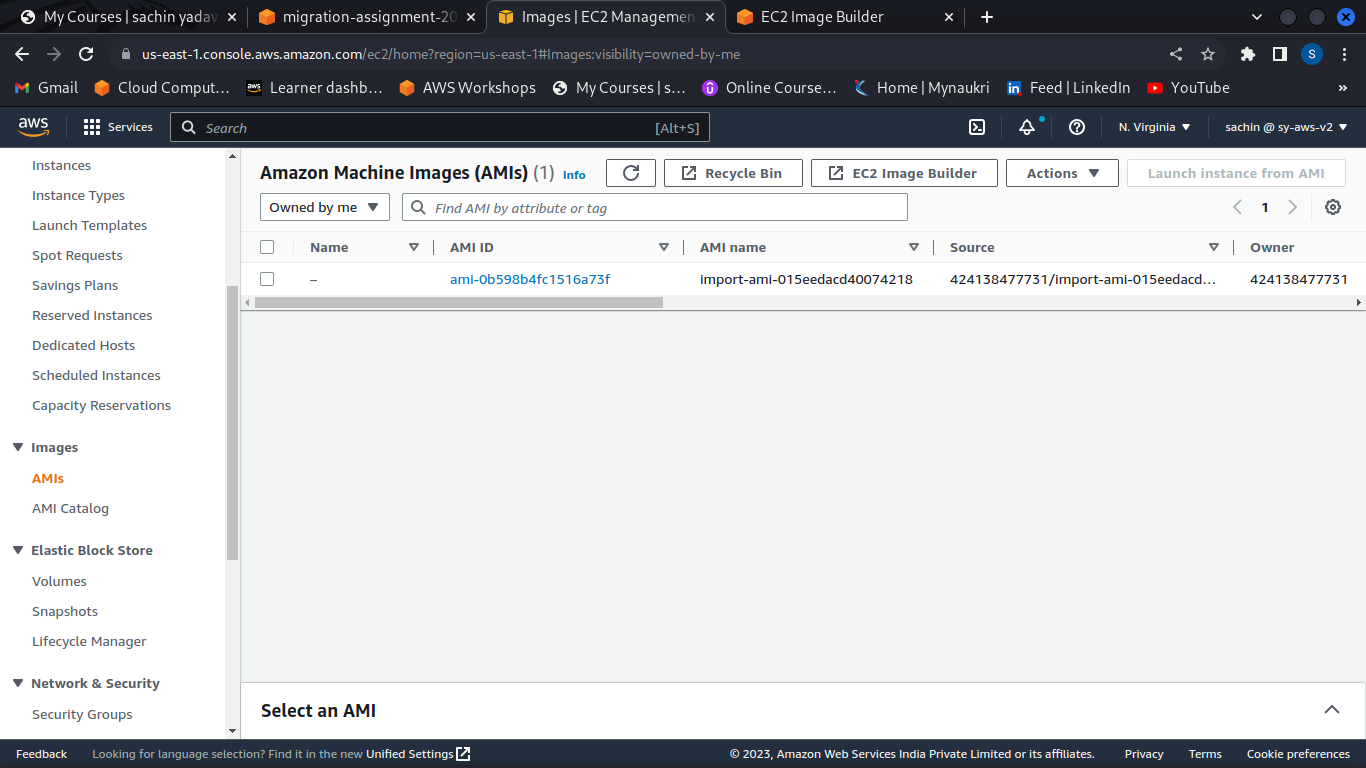 My Courses | sachin yadav
migration-assignment-20
Images | EC2 Managemen
EC2 Image Builder
us-east-1.console.aws.amazon.com/ec2/home?region=us-east-1#Images:visibility=owned-by-me
S
Gmail
Cloud Comput…
aws
Learner dashb…
AWS Workshops
My Courses | s…
Online Course…
Home | Mynaukri
Feed | LinkedIn
YouTube
»
aws
Services
Search
[Alt+S]
N. Virginia
sachin @ sy-aws-v2
Instances
Instance Types
Launch Templates
Spot Requests
Savings Plans
Reserved Instances
Dedicated Hosts
Scheduled Instances
Capacity Reservations
Images
AMIs
AMI Catalog
Elastic Block Store
Volumes
Snapshots
Lifecycle Manager
Network & Security
Security Groups
Amazon Machine Images (AMIs) (1) Info
Recycle Bin
EC2 Image Builder
Actions
Launch instance from AMI
Owned by me
Find AMI by attribute or tag
1
Name AMI ID AMI name Source Owner
– ami-0b598b4fc1516a73f import-ami-015eedacd40074218 424138477731/import-ami-015eedacd… 424138477731
Select an AMI
Feedback
Looking for language selection? Find it in the new Unified Settings
© 2023, Amazon Web Services India Private Limited or its affiliates.
Privacy
Terms
Cookie preferences